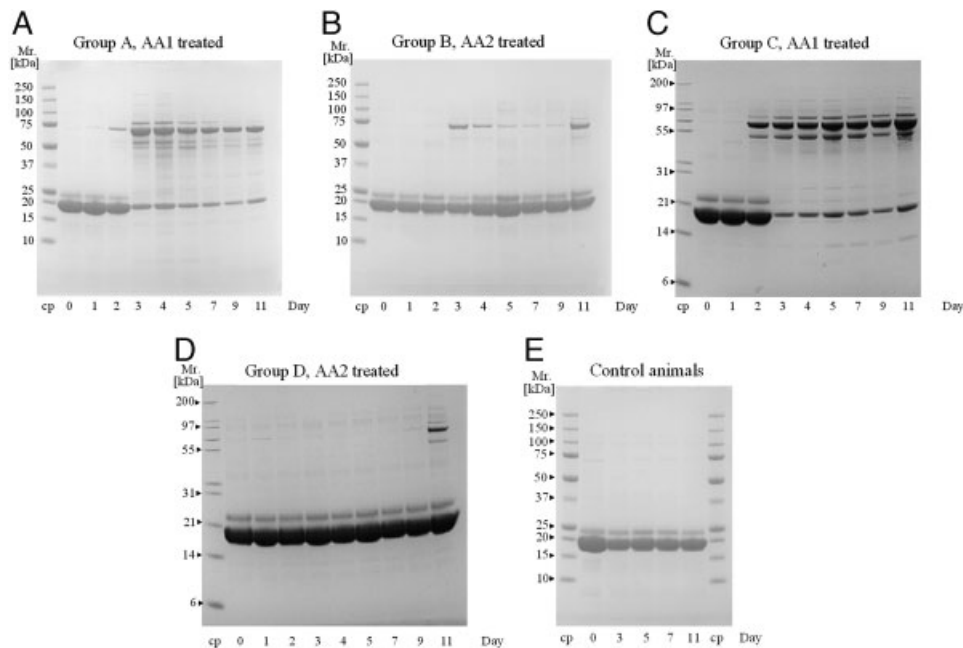 A
Group A, AA1 treated
Mr.
[kDa]
250
150
100
75
50
37
25
20
15
10
cp 0 1 2 3 4 5 7 9 11 Day
B
Group B, AA2 treated
Mr.
[kDa]
250
150
100
75
50
37
25
20
15
10
cp 0 1 2 3 4 5 7 9 11 Day
C
Group C, AA1 treated
Mr.
[kDa]
200
97
55
31
21
14
6
cp 0 1 2 3 4 5 7 9 11 Day
D
Group D, AA2 treated
Mr.
[kDa]
200
97
55
31
21
14
6
cp 0 1 2 3 4 5 7 9 11 Day
E
Control animals
Mr.
[kDa]
250
150
100
75
50
37
25
20
15
10
cp 0 3 5 7 11 cp Day